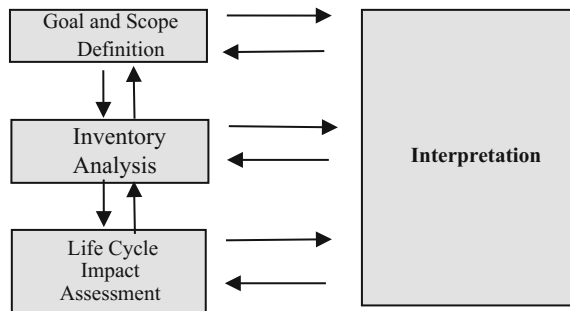 Goal and Scope
Definition
Inventory
Analysis
Interpretation
Life Cycle
Impact
Assessment